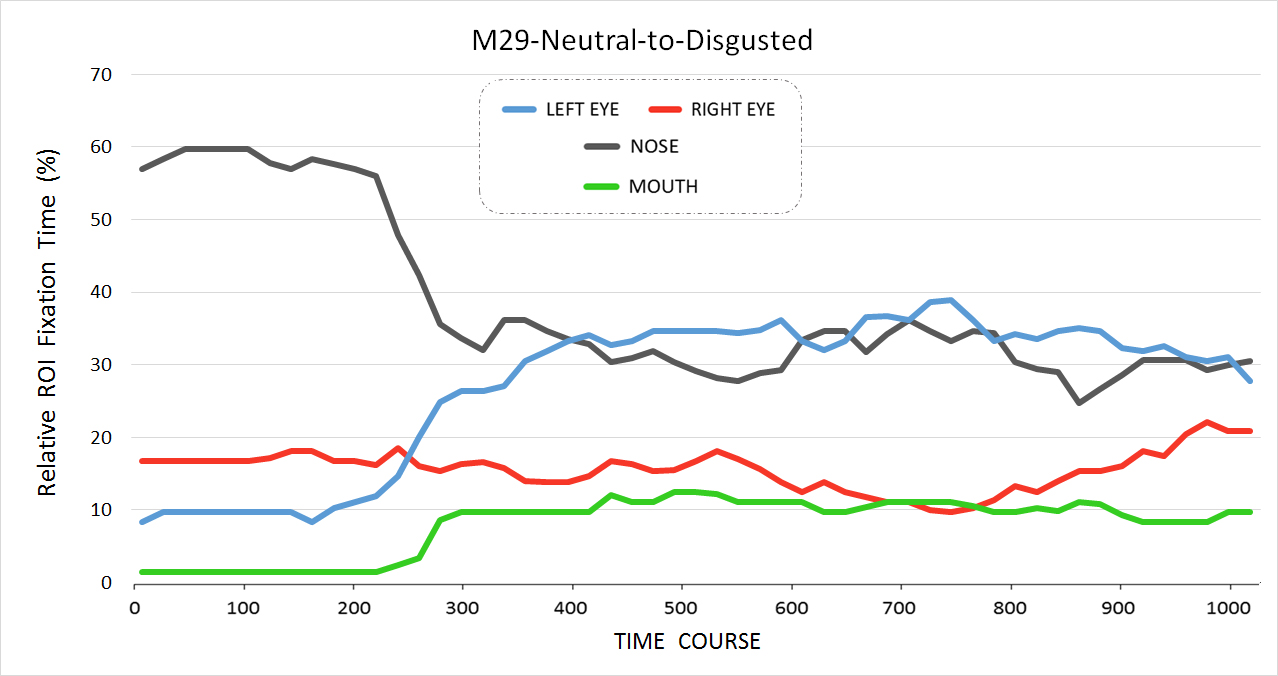 M29-Neutral-to-Disgusted
LEFT EYE RIGHT EYE
NOSE
MOUTH
Relative ROI Fixation Time (%)
70
60
50
40
30
20
10
0
0 100 200 300 400 500 600 700 800 900 1000
TIME COURSE